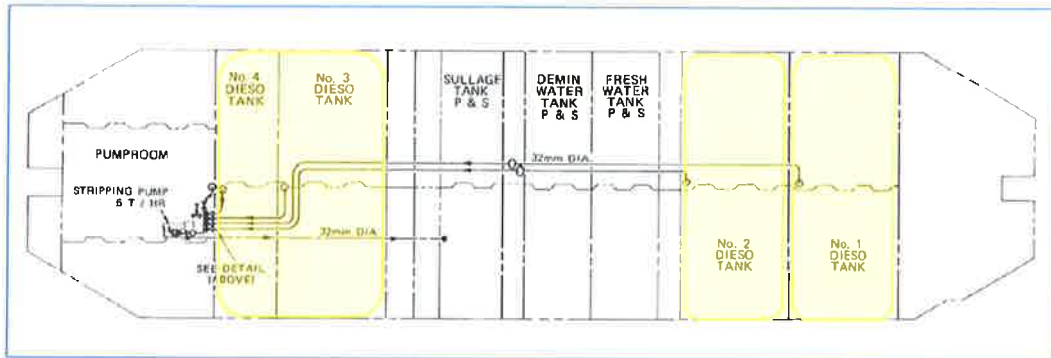 No. 4
DIESO
TANK
No. 3
DIESO
TANK
SULLAGE
TANK
P & S
DEMIN
WATER
TANK
P & S
FRESH
WATER
TANK
P & S
PUMPROOM
32mm DIA.
STRIPPING PUMP
5 T / HR
32mm DIA
SEE DETAIL
(ABOVE)
No. 2
DIESO
TANK
No. 1
DIESO
TANK